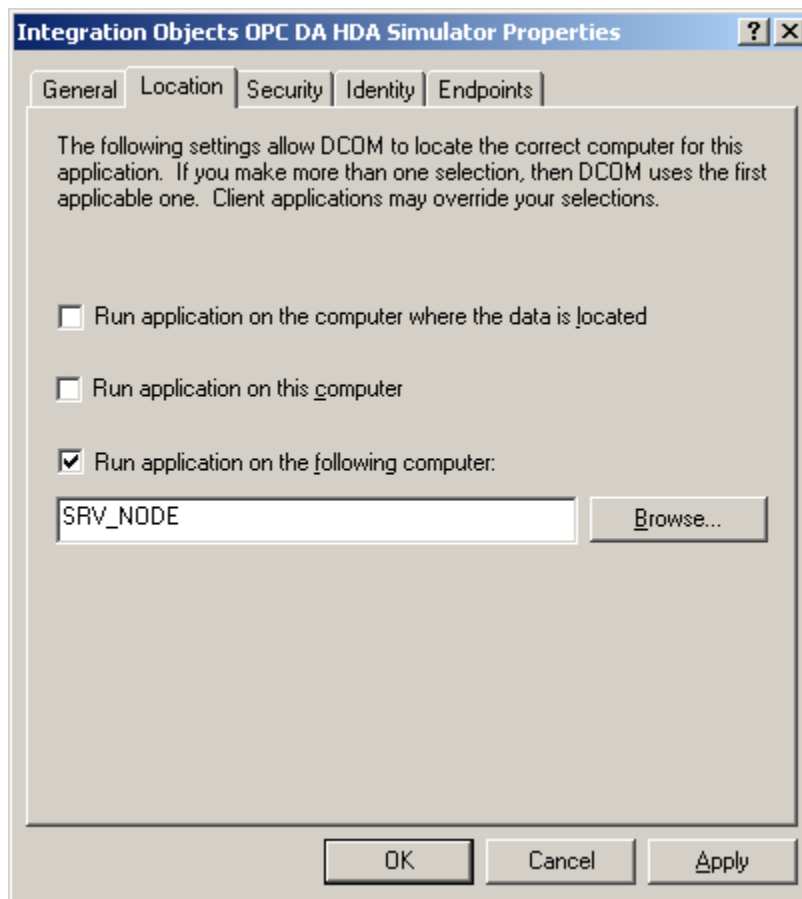 Integration Objects OPC DA HDA Simulator Properties
General Location Security Identity Endpoints
The following settings allow DCOM to locate the correct computer for this
application. If you make more than one selection, then DCOM uses the first
applicable one. Client applications may override your selections.
Run application on the computer where the data is located
Run application on this computer
Run application on the following computer:
SRV_NODE Browse...
OK Cancel Apply